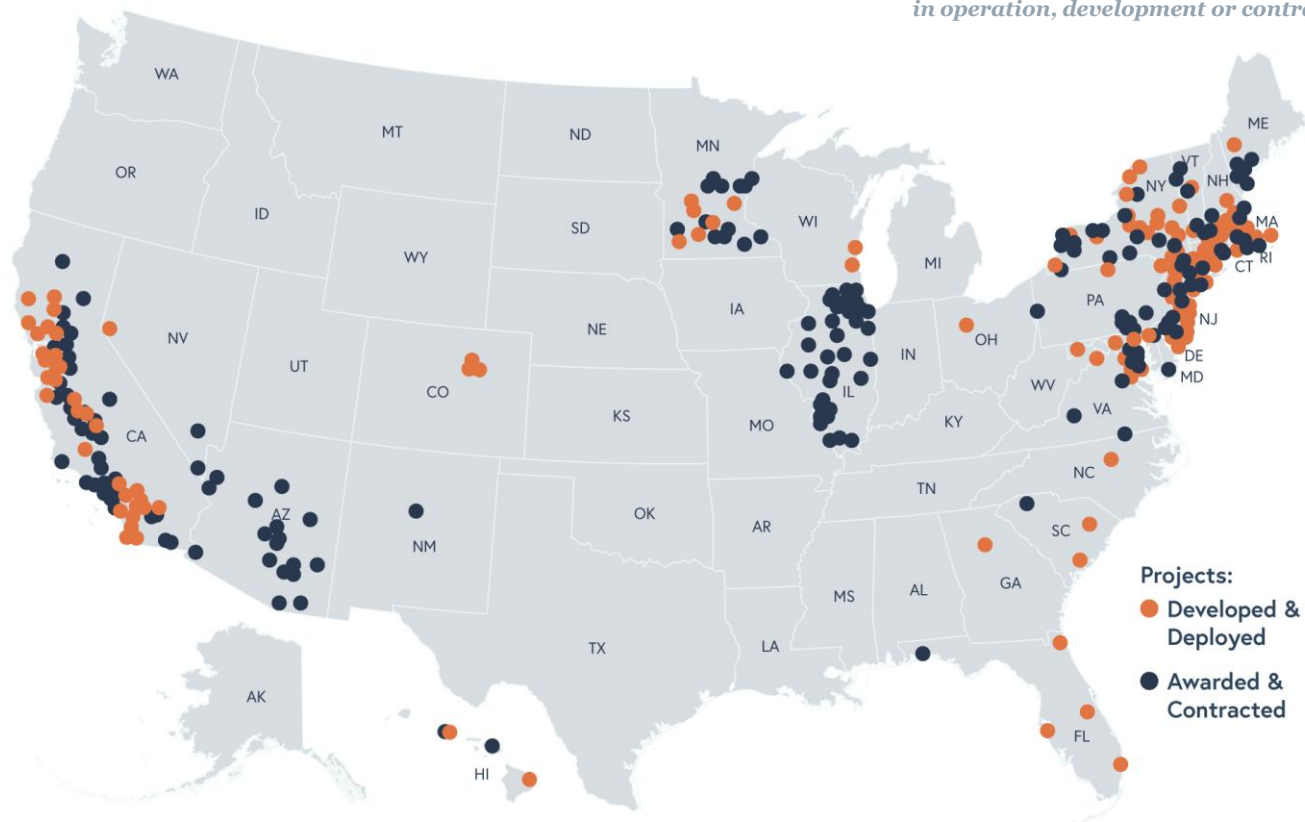 in operation, development or contra
WA
MT
ND
MN
OR
ID
SD
WI
MI
ME
VT
NH
NY
MA
RI
CT
WY
NE
IA
PA
NJ
NV
UT
CO
KS
MO
IL
IN
OH
WV
DE
MD
VA
KY
CA
AZ
NM
OK
AR
TN
NC
SC
MS
AL
GA
TX
LA
FL
AK
HI
Projects:
Developed &
Deployed
Awarded &
Contracted